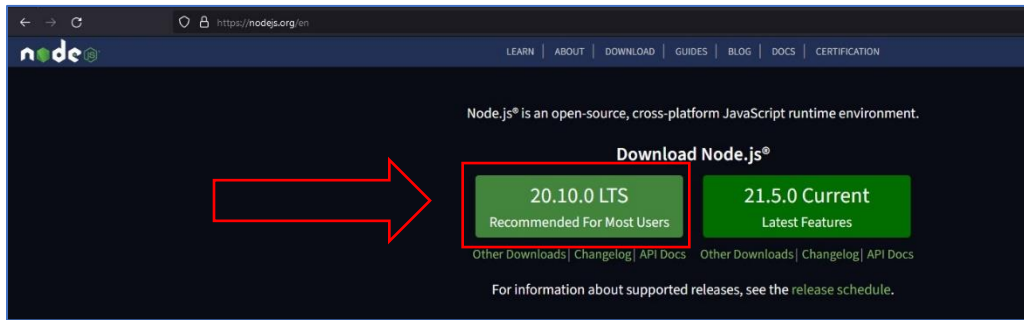 https://nodejs.org/en
node JS
LEARN | ABOUT | DOWNLOAD | GUIDES | BLOG | DOCS | CERTIFICATION
Node.js® is an open-source, cross-platform JavaScript runtime environment.
Download Node.js®
20.10.0 LTS
Recommended For Most Users
21.5.0 Current
Latest Features
Other Downloads| Changelog| API Docs
Other Downloads| Changelog| API Docs
For information about supported releases, see the release schedule.